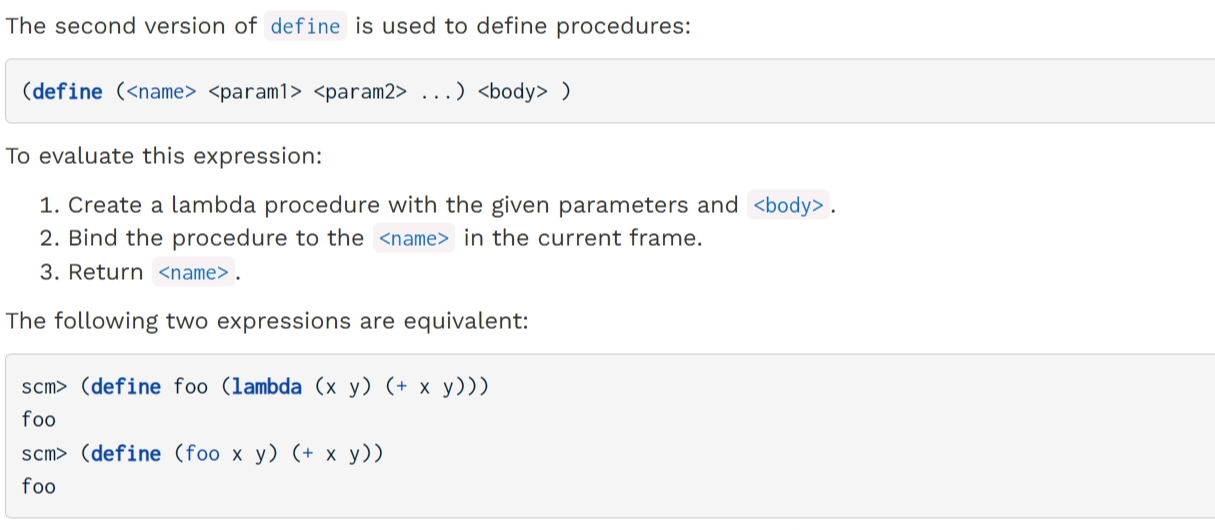 The second version of define is used to define procedures:
(define (<name> <param1> <param2> ...) <body> )
To evaluate this expression:
1. Create a lambda procedure with the given parameters and <body>.
2. Bind the procedure to the <name> in the current frame.
3. Return <name>.
The following two expressions are equivalent:
scm> (define foo (lambda (x y) (+ x y)))
foo
scm> (define (foo x y) (+ x y))
foo